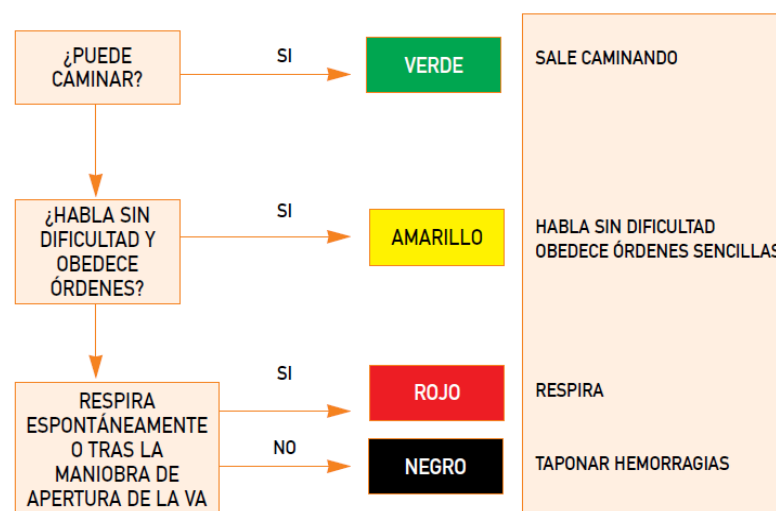 ¿PUEDE
CAMINAR?
SI
VERDE
SALE CAMINANDO
¿HABLA SIN
DIFICULTAD Y
OBEDECE
ÓRDENES?
SI
AMARILLO
HABLA SIN DIFICULTAD
OBEDECE ÓRDENES SENCILLAS
RESPIRA
ESPONTÁNEAMENTE
O TRAS LA
MANIOBRA DE
APERTURA DE LA VA
SI
ROJO
RESPIRA
NO
NEGRO
TAPONAR HEMORRAGIAS